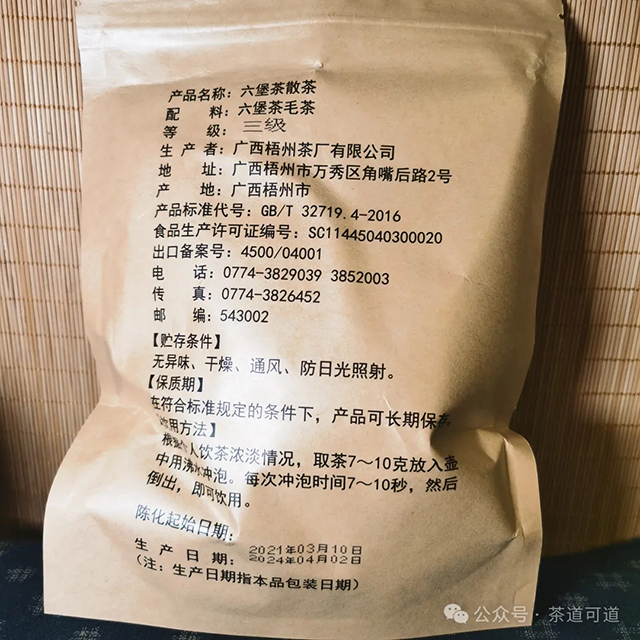 产品名称：六堡茶散茶
配 料：六堡茶毛茶
等 级：三级
生 产 者：广西梧州茶厂有限公司
地 址：广西梧州市万秀区角嘴后路2号
产 地：广西梧州市
产品标准代号：GB/T 32719.4-2016
食品生产许可证编号：SC11445040300020
出口备案号：4500/04001
电 话：0774-3829039 3852003
传 真：0774-3826452
邮 编：543002
【贮存条件】
无异味、干燥、通风、防日光照射。
【保质期】
在符合标准规定的条件下，产品可长期保存
饮用方法】
根据个人饮茶浓淡情况，取茶7～10克放入壶
中用沸水冲泡。每次冲泡时间7～10秒，然后
倒出，即可饮用。
陈化起始日期：2021年03月10日
生 产 日 期：2024年04月02日
（注：生产日期指本品包装日期）
公众号·茶道可道